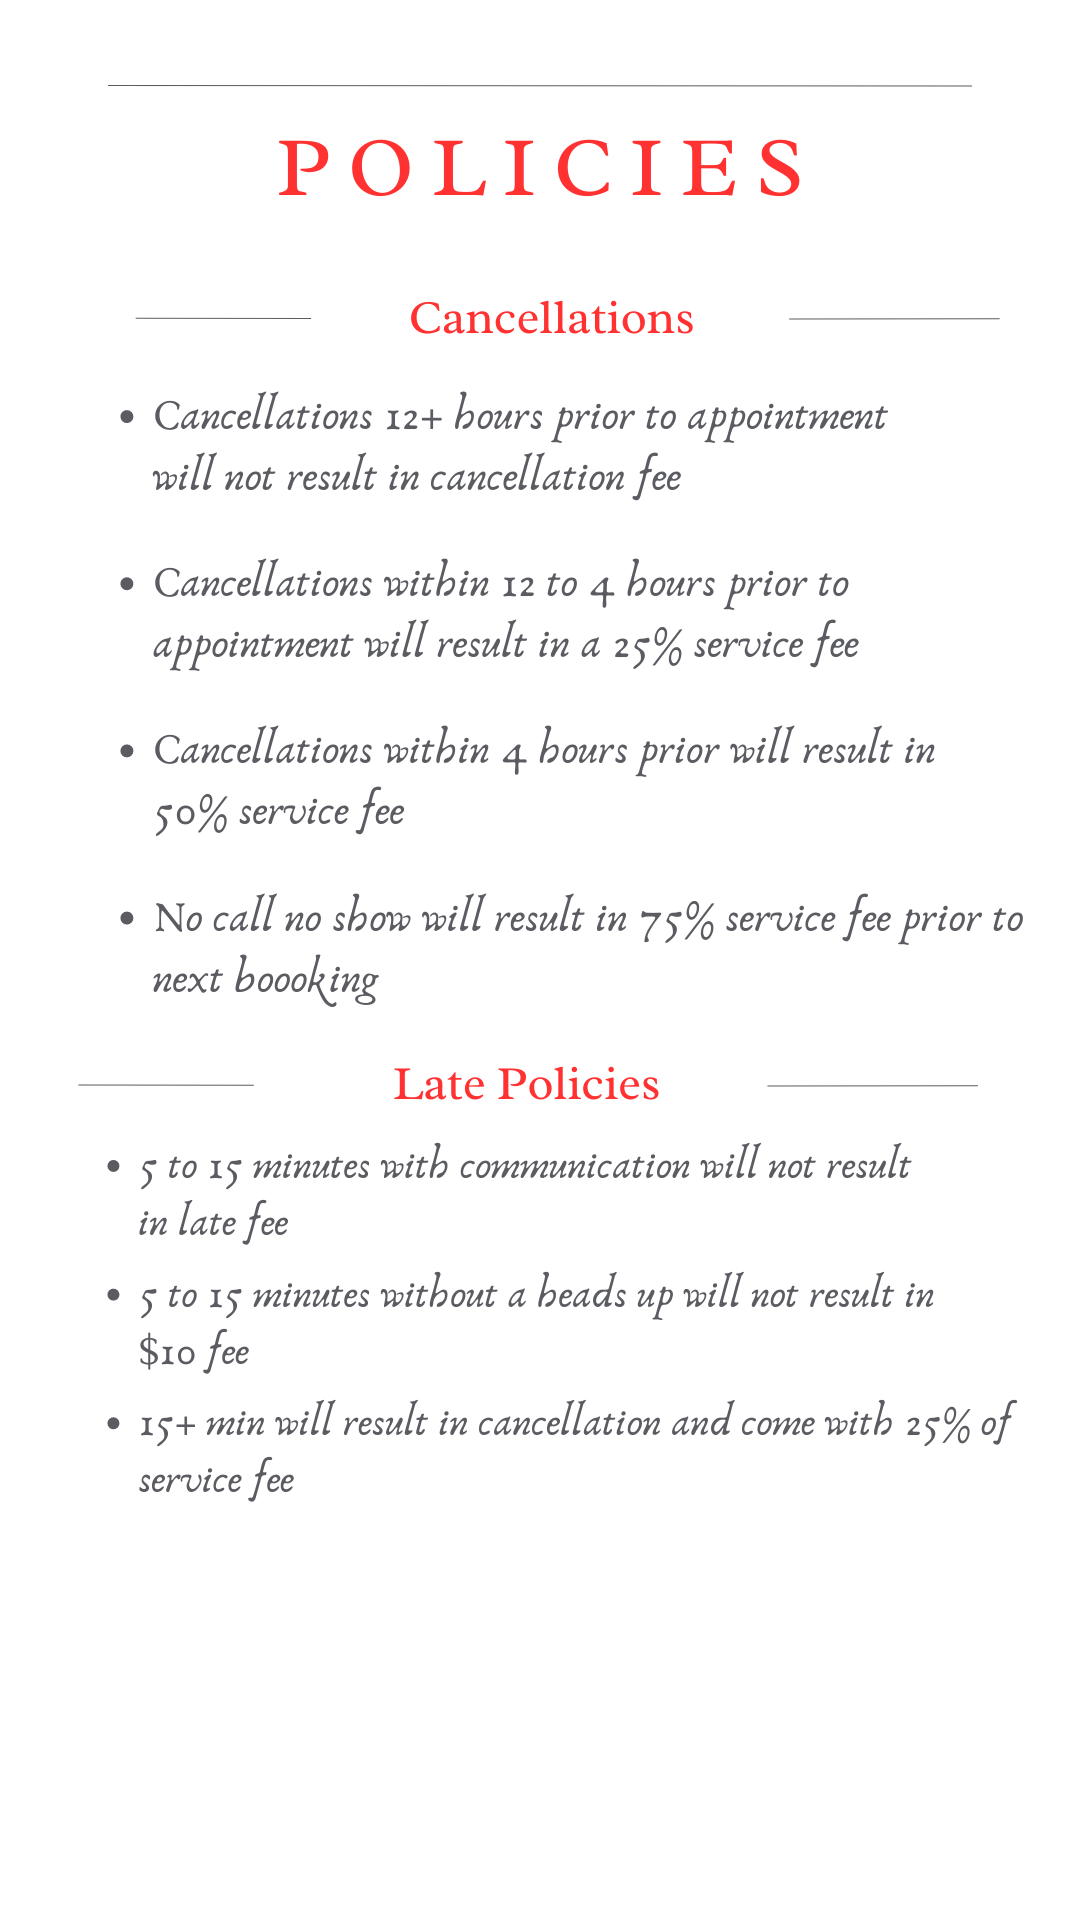 POLICIES
Cancellations
• Cancellations 12+ hours prior to appointment
will not result in cancellation fee
• Cancellations within 12 to 4 hours prior to
appointment will result in a 25% service fee
• Cancellations within 4 hours prior will result in
50% service fee
• No call no show will result in 75% service fee prior to
next boooking
Late Policies
• 5 to 15 minutes with communication will not result
in late fee
• 5 to 15 minutes without a heads up will not result in
$10 fee
• 15+ min will result in cancellation and come with 25% of
service fee